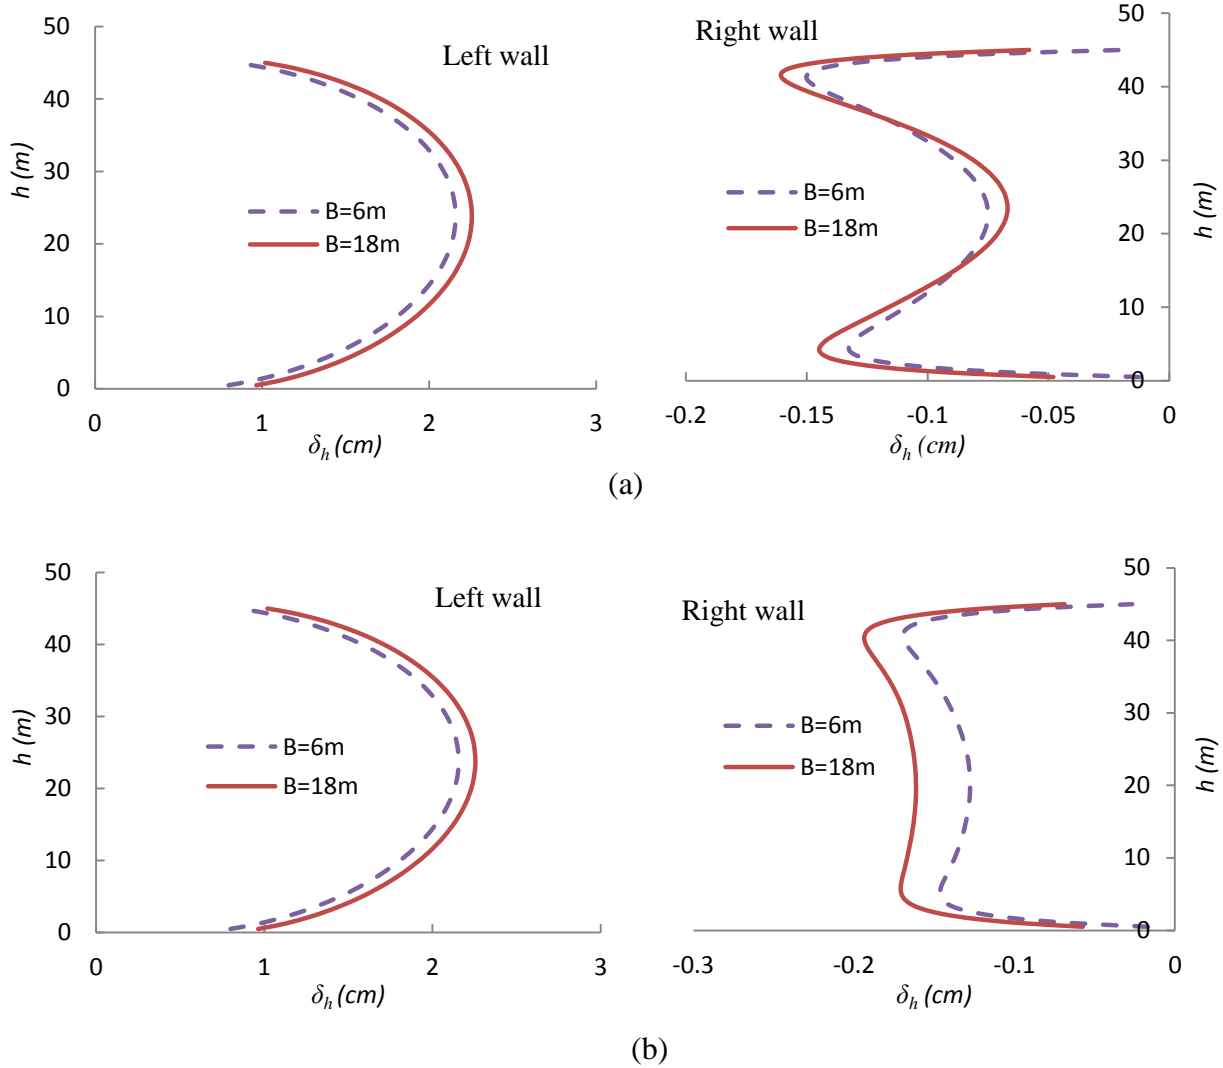 Left wall
h (m)
50
40
30
20
10
0
0 1 2 3
δh (cm)
B=6m
B=18m
Right wall
h (m)
50
40
30
20
10
0
-0.2 -0.15 -0.1 -0.05 0
δh (cm)
B=6m
B=18m
(a)
Left wall
h (m)
50
40
30
20
10
0
0 1 2 3
δh (cm)
B=6m
B=18m
Right wall
h (m)
50
40
30
20
10
0
-0.3 -0.2 -0.1 0
δh (cm)
B=6m
B=18m
(b)